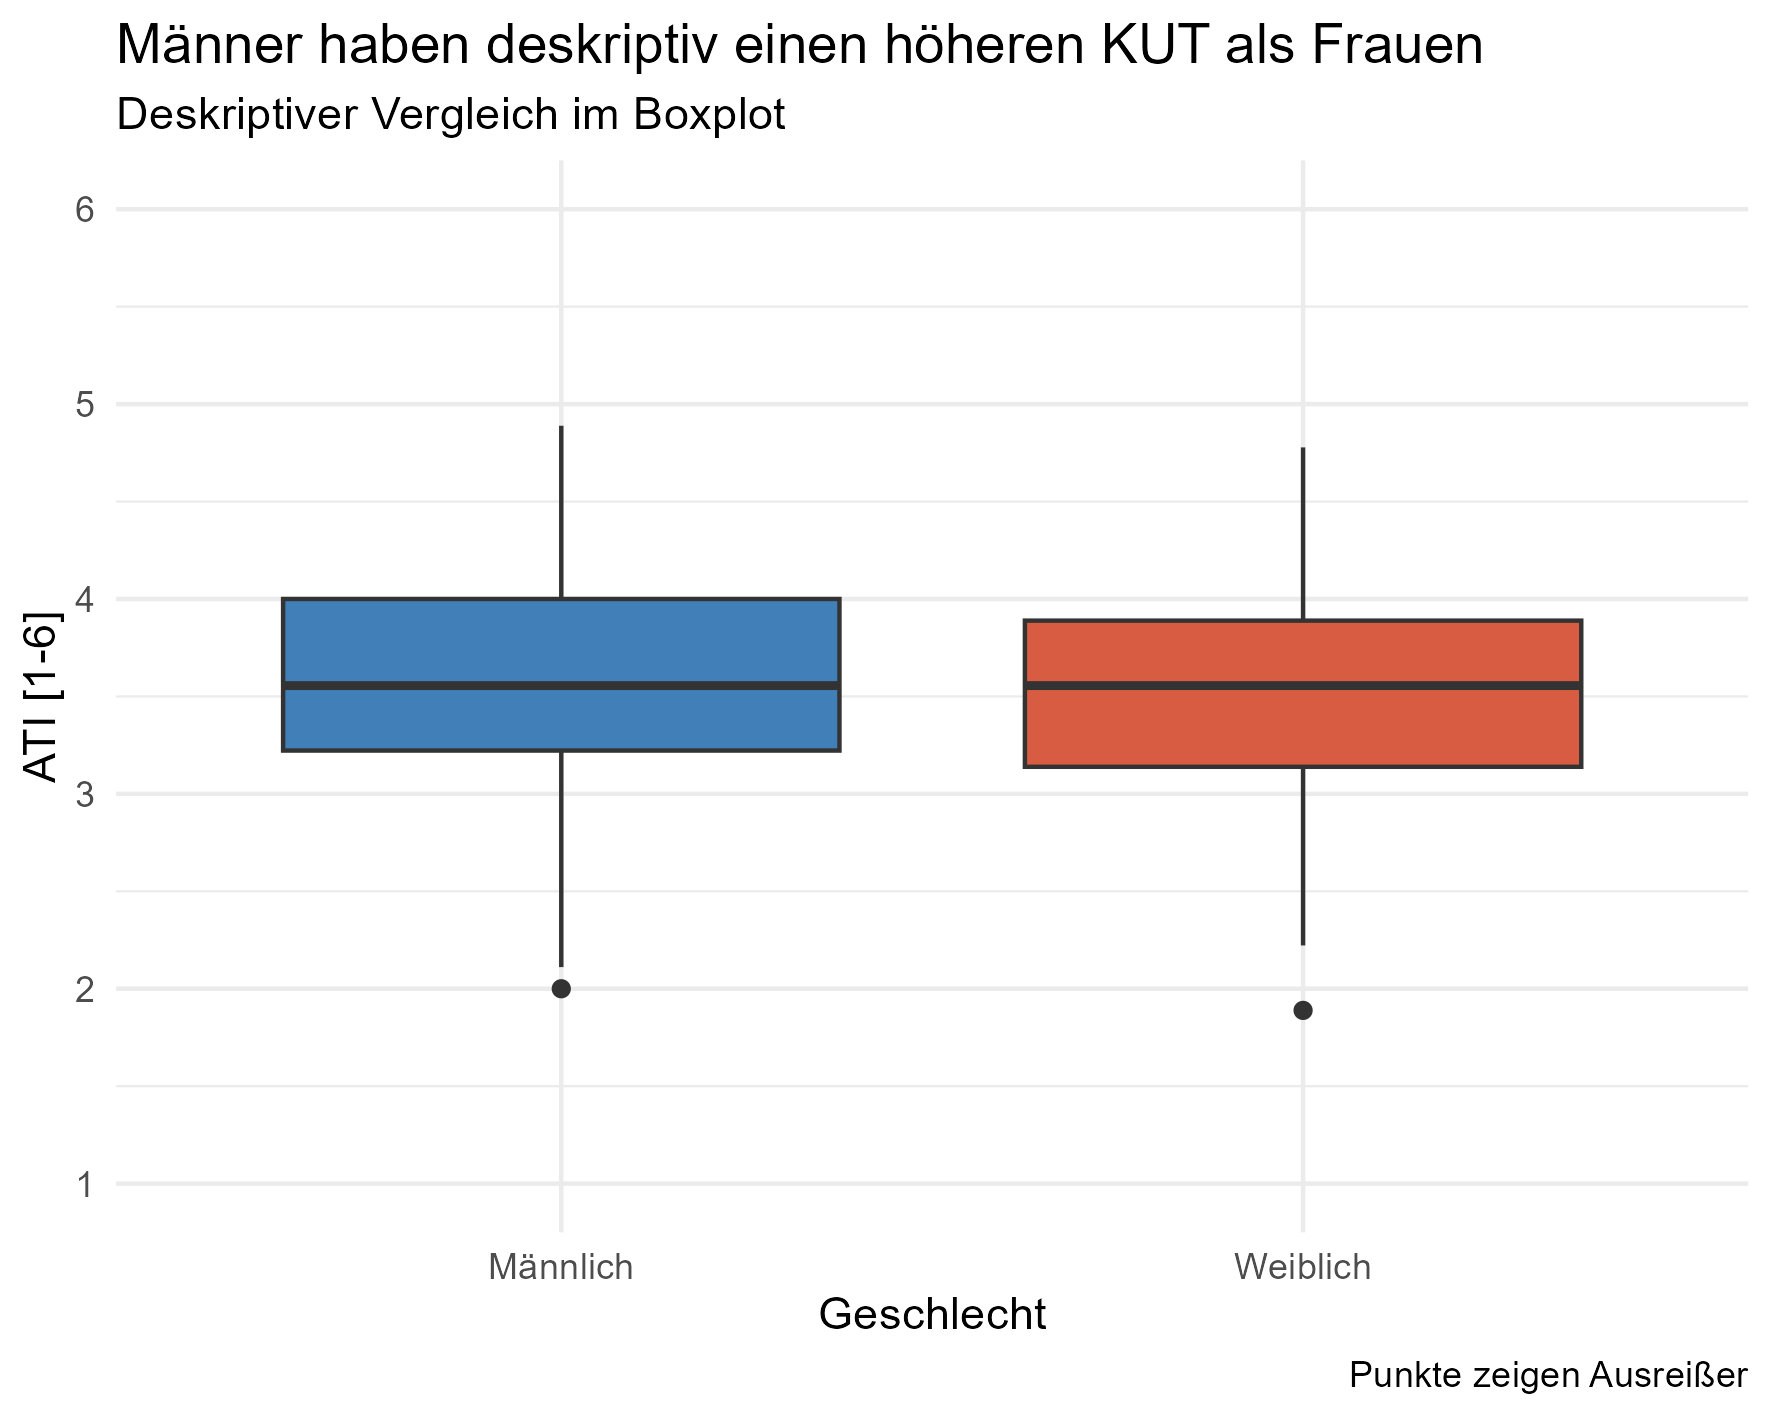 Männer haben deskriptiv einen höheren KUT als Frauen
Deskriptiver Vergleich im Boxplot
6
5
4
3
2
1
ATI [1-6]
Männlich
Weiblich
Geschlecht
Punkte zeigen Ausreißer